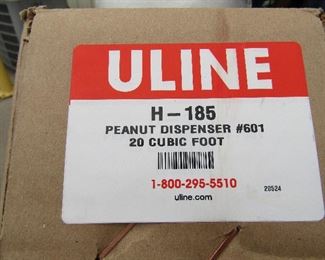 ULINE
H-185
PEANUT DISPENSER #601
20 CUBIC FOOT
1-800-295-5510
uline.com
20524